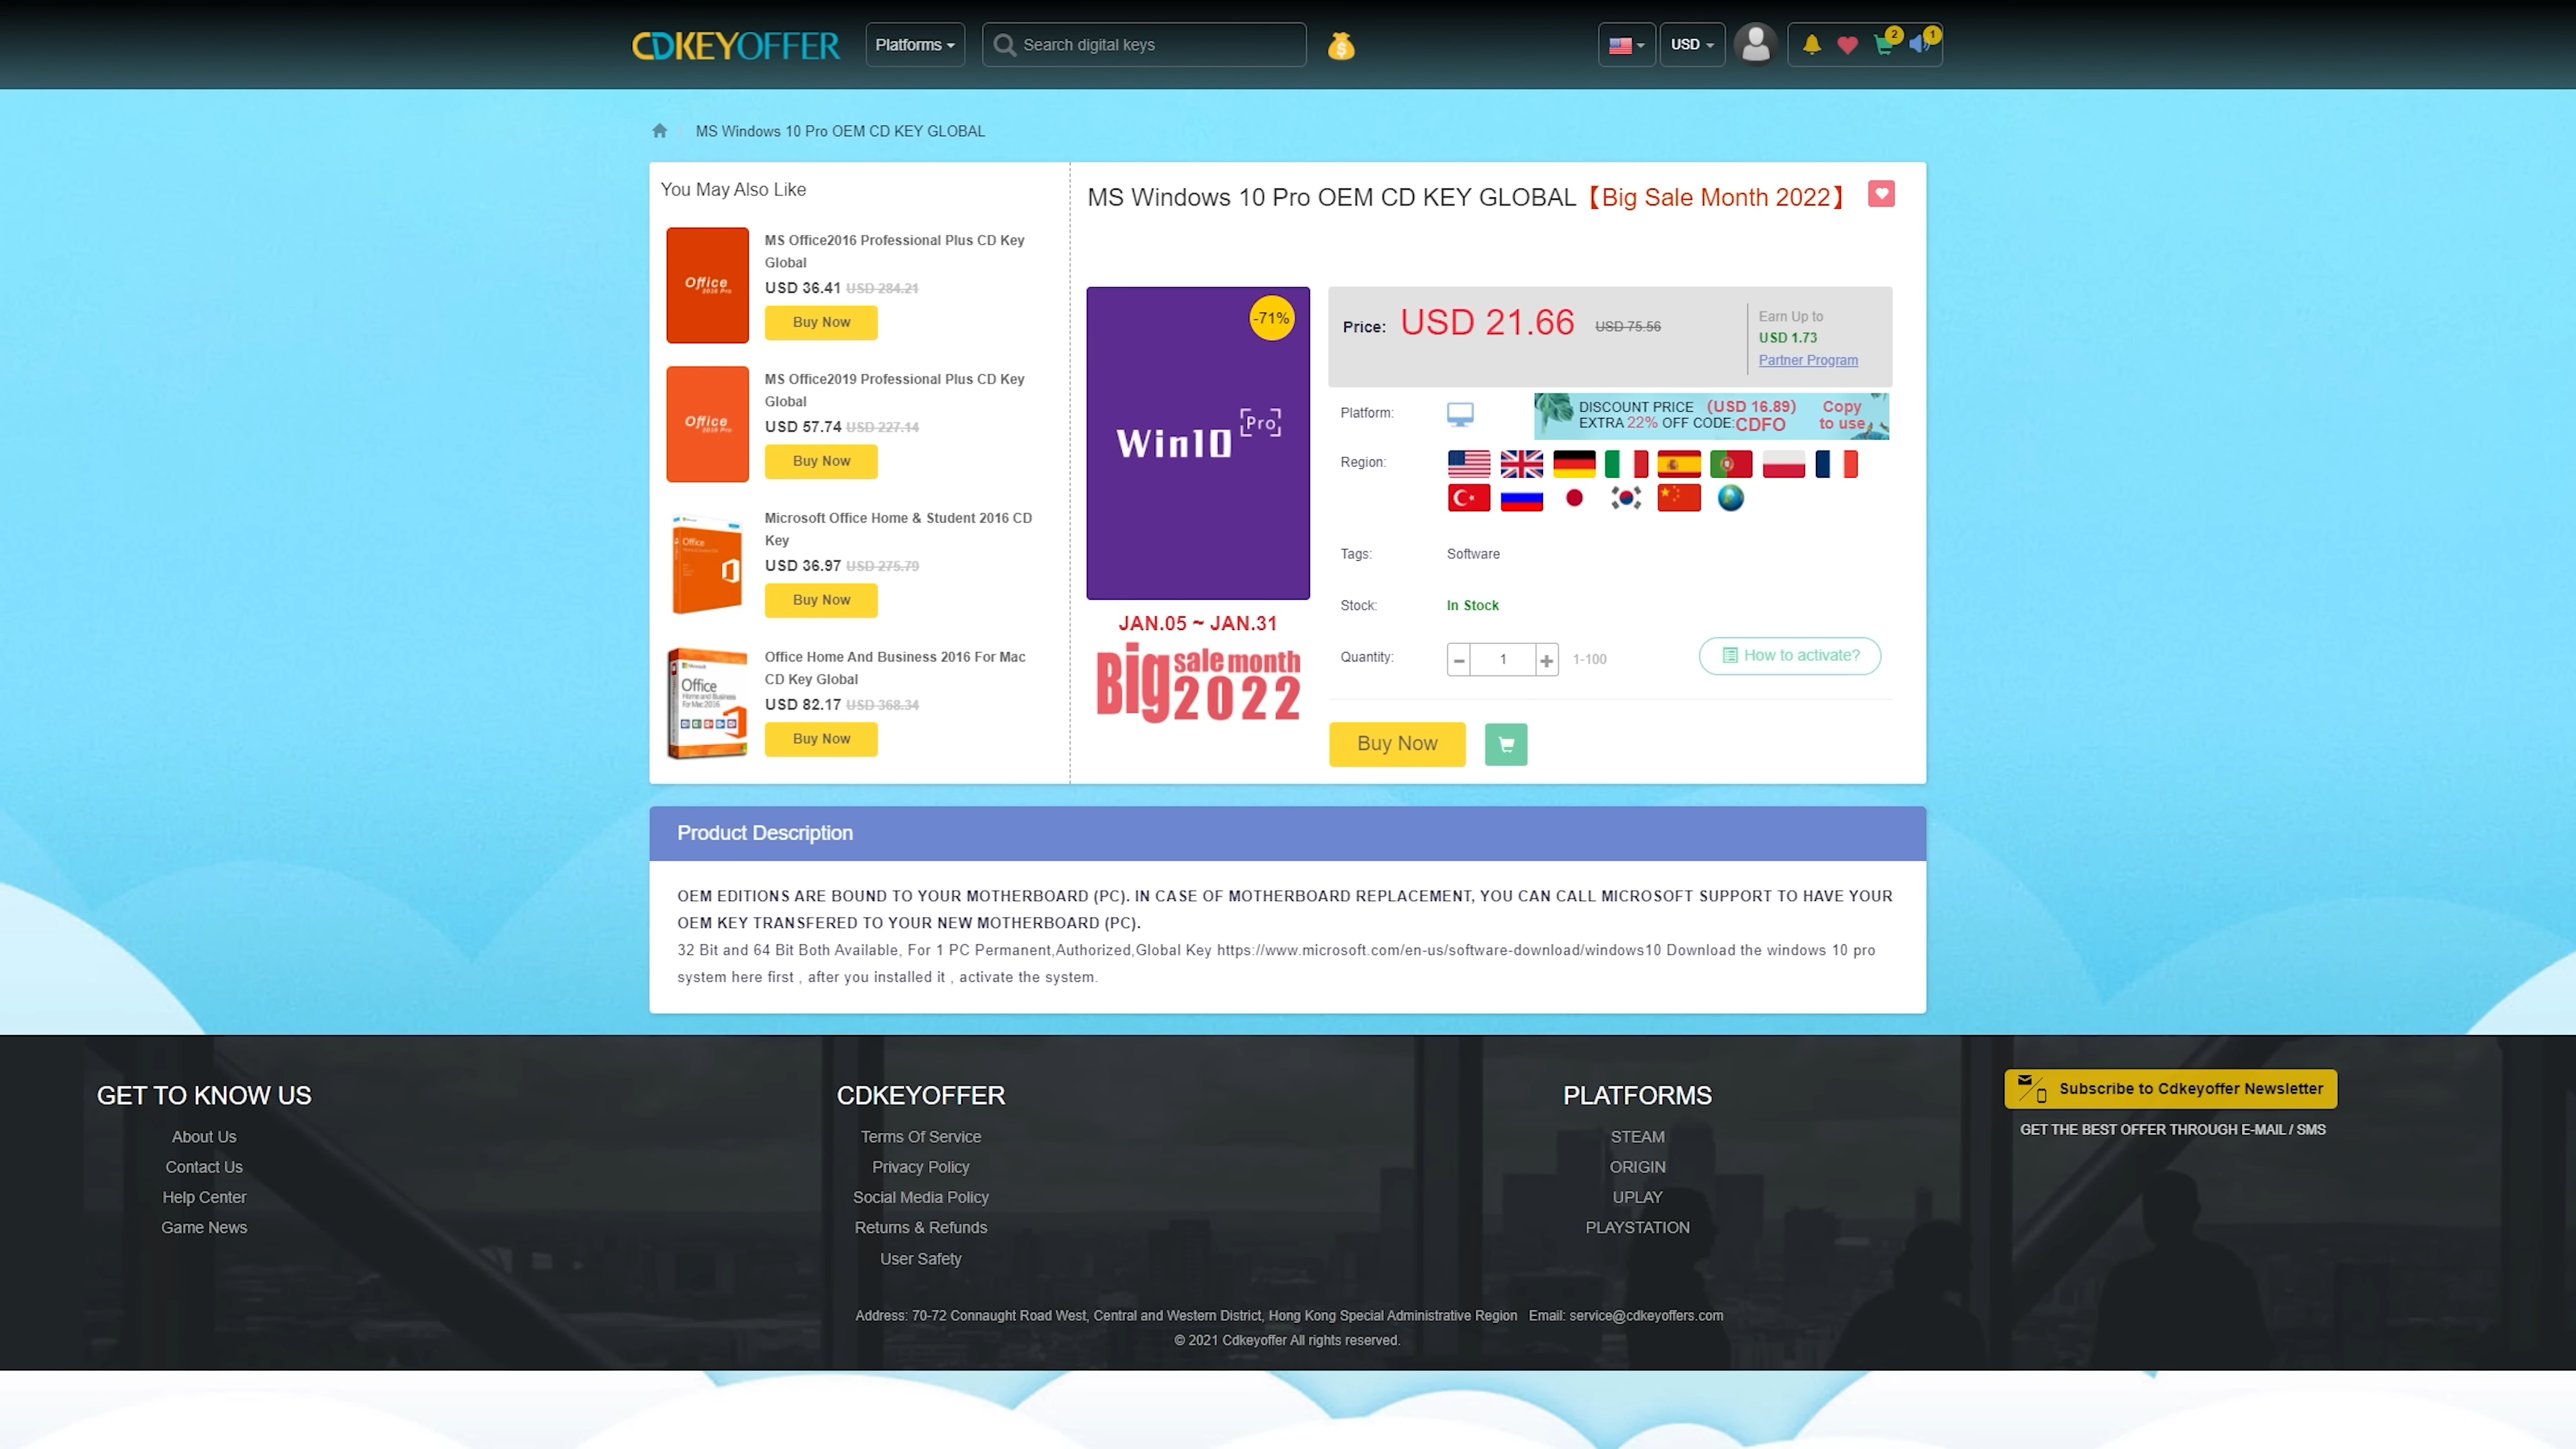 CDKEYOFFER
Platforms
Search digital keys
USD
2
1
MS Windows 10 Pro OEM CD KEY GLOBAL
You May Also Like
Office
2016 Pro
MS Office2016 Professional Plus CD Key
Global
USD 36.41 USD 284.21
Buy Now
Office
MS Office2019 Professional Plus CD Key
Global
USD 57.74 USD 227.14
Buy Now
Office
Microsoft Office Home & Student 2016 CD
Key
USD 36.97 USD 275.79
Buy Now
Office
Home and Business
For Mac 2016
Office Home And Business 2016 For Mac
CD Key Global
USD 82.17 USD 368.34
Buy Now
MS Windows 10 Pro OEM CD KEY GLOBAL【Big Sale Month 2022】
-71%
Win10 Pro
JAN.05 ~ JAN.31
Big sale month
2022
Price: USD 21.66 USD 75.56
Earn Up to
USD 1.73
Partner Program
Platform:
DISCOUNT PRICE (USD 16.89)
EXTRA 22% OFF CODE:CDFO
Copy
to use
Region:
Tags: Software
Stock: In Stock
Quantity: − 1 + 1-100
How to activate?
Buy Now
Product Description
OEM EDITIONS ARE BOUND TO YOUR MOTHERBOARD (PC). IN CASE OF MOTHERBOARD REPLACEMENT, YOU CAN CALL MICROSOFT SUPPORT TO HAVE YOUR
OEM KEY TRANSFERED TO YOUR NEW MOTHERBOARD (PC).
32 Bit and 64 Bit Both Available, For 1 PC Permanent,Authorized,Global Key https://www.microsoft.com/en-us/software-download/windows10 Download the windows 10 pro
system here first , after you installed it , activate the system.
GET TO KNOW US
About Us
Contact Us
Help Center
Game News
CDKEYOFFER
Terms Of Service
Privacy Policy
Social Media Policy
Returns & Refunds
User Safety
PLATFORMS
STEAM
ORIGIN
UPLAY
PLAYSTATION
Subscribe to Cdkeyoffer Newsletter
GET THE BEST OFFER THROUGH E-MAIL / SMS
Address: 70-72 Connaught Road West, Central and Western District, Hong Kong Special Administrative Region Email: service@cdkeyoffers.com
© 2021 Cdkeyoffer All rights reserved.